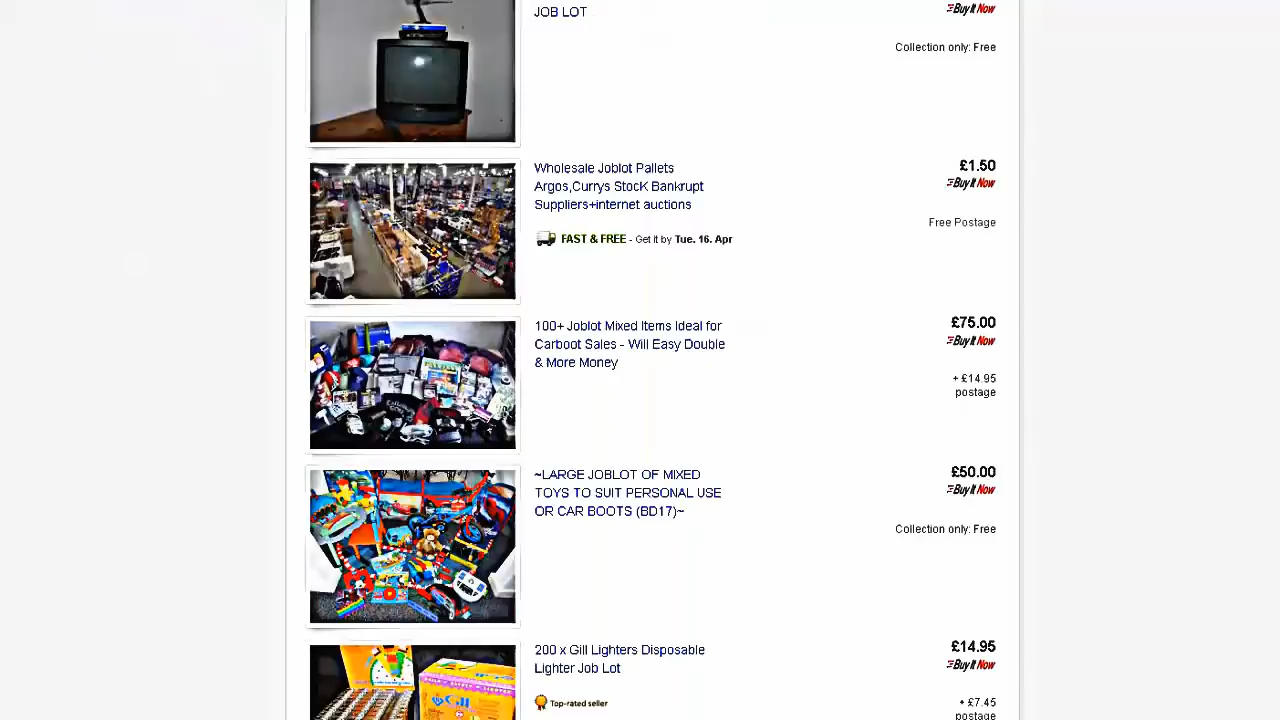 JOB LOT
Buy It Now
Collection only: Free
Wholesale Joblot Pallets
Argos,Currys StocK Bankrupt
Suppliers+internet auctions
£1.50
Buy It Now
Free Postage
FAST & FREE - Get it by Tue. 16. Apr
100+ Joblot Mixed Items Ideal for
Carboot Sales - Will Easy Double
& More Money
£75.00
Buy It Now
+ £14.95
postage
~LARGE JOBLOT OF MIXED
TOYS TO SUIT PERSONAL USE
OR CAR BOOTS (BD17)~
£50.00
Buy It Now
Collection only: Free
200 x Gill Lighters Disposable
Lighter Job Lot
£14.95
Buy It Now
Top-rated seller
+ £7.45
postage
Gill